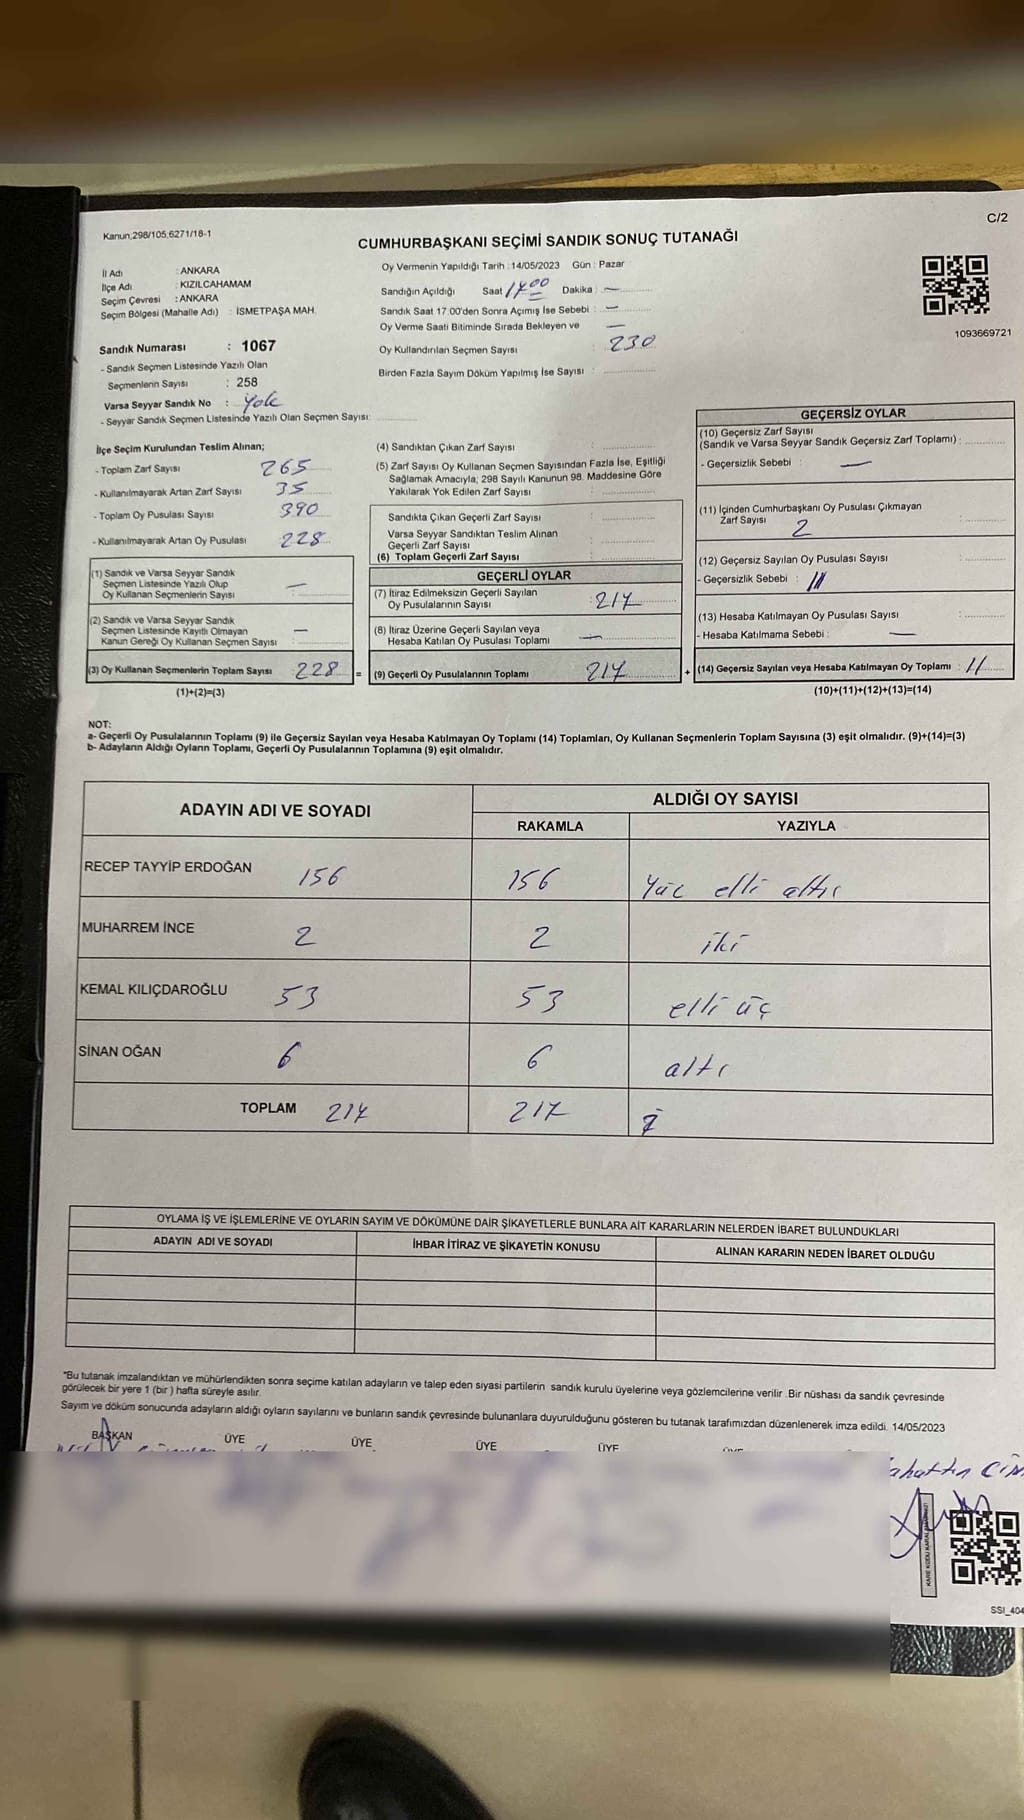 C/2
Kanun;298/105,6271/18-1
CUMHURBAŞKANI SEÇİMİ SANDIK SONUÇ TUTANAĞI
İl Adı : ANKARA
İlçe Adı : KIZILCAHAMAM
Seçim Çevresi : ANKARA
Seçim Bölgesi (Mahalle Adı) : İSMETPAŞA MAH.
Oy Vermenin Yapıldığı Tarih : 14/05/2023 Gün : Pazar
Sandığın Açıldığı Saat 17 00 Dakika : —
Sandık Saat 17.00'den Sonra Açımış İse Sebebi : —
Oy Verme Saati Bitiminde Sırada Bekleyen ve —
Oy Kullandırılan Seçmen Sayısı : 230
Birden Fazla Sayım Döküm Yapılmış İse Sayısı :
1093669721
Sandık Numarası : 1067
- Sandık Seçmen Listesinde Yazılı Olan
Seçmenlerin Sayısı : 258
Varsa Seyyar Sandık No : Yok
- Seyyar Sandık Seçmen Listesinde Yazılı Olan Seçmen Sayısı:
İlçe Seçim Kurulundan Teslim Alınan;
- Toplam Zarf Sayısı 265
- Kullanılmayarak Artan Zarf Sayısı 35
- Toplam Oy Pusulası Sayısı 390
- Kullanılmayarak Artan Oy Pusulası 228
(1) Sandık ve Varsa Seyyar Sandık
Seçmen Listesinde Yazılı Olup
Oy Kullanan Seçmenlerin Sayısı : —
(2) Sandık ve Varsa Seyyar Sandık
Seçmen Listesinde Kayıtlı Olmayan
Kanun Gereği Oy Kullanan Seçmen Sayısı : —
(3) Oy Kullanan Seçmenlerin Toplam Sayısı 228 =
(1)+(2)=(3)
(4) Sandıktan Çıkan Zarf Sayısı :
(5) Zarf Sayısı Oy Kullanan Seçmen Sayısından Fazla İse, Eşitliği
Sağlamak Amacıyla; 298 Sayılı Kanunun 98. Maddesine Göre
Yakılarak Yok Edilen Zarf Sayısı :
Sandıkta Çıkan Geçerli Zarf Sayısı :
Varsa Seyyar Sandıktan Teslim Alınan
Geçerli Zarf Sayısı :
(6) Toplam Geçerli Zarf Sayısı :
GEÇERLİ OYLAR
(7) İtiraz Edilmeksizin Geçerli Sayılan
Oy Pusulalarının Sayısı : 217
(8) İtiraz Üzerine Geçerli Sayılan veya
Hesaba Katılan Oy Pusulası Toplamı : —
(9) Geçerli Oy Pusulalarının Toplamı 217 +
GEÇERSİZ OYLAR
(10) Geçersiz Zarf Sayısı
(Sandık ve Varsa Seyyar Sandık Geçersiz Zarf Toplamı) :
- Geçersizlik Sebebi : —
(11) İçinden Cumhurbaşkanı Oy Pusulası Çıkmayan
Zarf Sayısı : 2
(12) Geçersiz Sayılan Oy Pusulası Sayısı :
- Geçersizlik Sebebi :
(13) Hesaba Katılmayan Oy Pusulası Sayısı :
- Hesaba Katılmama Sebebi : —
(14) Geçersiz Sayılan veya Hesaba Katılmayan Oy Toplamı : 11
(10)+(11)+(12)+(13)=(14)
NOT:
a- Geçerli Oy Pusulalarının Toplamı (9) ile Geçersiz Sayılan veya Hesaba Katılmayan Oy Toplamı (14) Toplamları, Oy Kullanan Seçmenlerin Toplam Sayısına (3) eşit olmalıdır. (9)+(14)=(3)
b- Adayların Aldığı Oyların Toplamı, Geçerli Oy Pusulalarının Toplamına (9) eşit olmalıdır.
ADAYIN ADI VE SOYADI
ALDIĞI OY SAYISI
RAKAMLA YAZIYLA
RECEP TAYYİP ERDOĞAN 156 156 Yüz elli altı
MUHARREM İNCE 2 2 iki
KEMAL KILIÇDAROĞLU 53 53 elli üç
SİNAN OĞAN 6 6 altı
TOPLAM 217 217
OYLAMA İŞ VE İŞLEMLERİNE VE OYLARIN SAYIM VE DÖKÜMÜNE DAİR ŞİKAYETLERLE BUNLARA AİT KARARLARIN NELERDEN İBARET BULUNDUKLARI
ADAYIN ADI VE SOYADI İHBAR İTİRAZ VE ŞİKAYETİN KONUSU ALINAN KARARIN NEDEN İBARET OLDUĞU
*Bu tutanak imzalandıktan ve mühürlendikten sonra seçime katılan adayların ve talep eden siyasi partilerin sandık kurulu üyelerine veya gözlemcilerine verilir .Bir nüshası da sandık çevresinde
görülecek bir yere 1 (bir ) hafta süreyle asılır.
Sayım ve döküm sonucunda adayların aldığı oyların sayılarını ve bunların sandık çevresinde bulunanlara duyurulduğunu gösteren bu tutanak tarafımızdan düzenlenerek imza edildi. 14/05/2023
BAŞKAN ÜYE ÜYE ÜYE ÜYE ÜYE
SSI_404